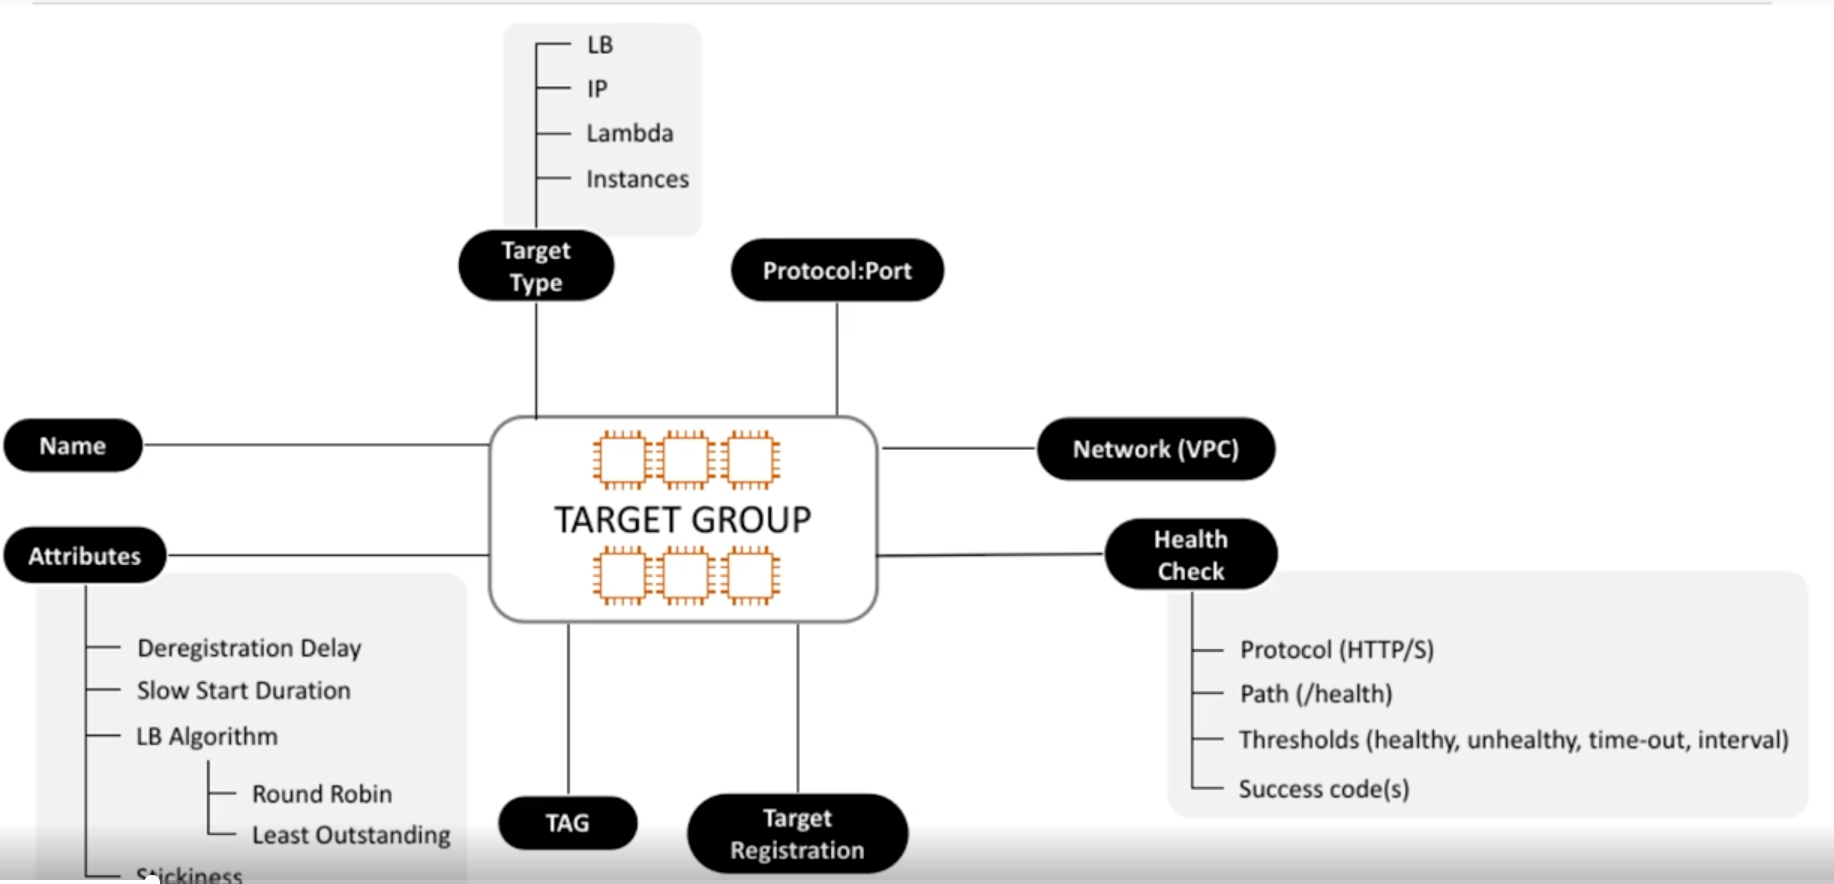 LB
IP
Lambda
Instances
Target
Type
Protocol:Port
Name
Network (VPC)
TARGET GROUP
Attributes
Health
Check
Deregistration Delay
Slow Start Duration
LB Algorithm
Round Robin
Least Outstanding
Stickiness
Protocol (HTTP/S)
Path (/health)
Thresholds (healthy, unhealthy, time-out, interval)
Success code(s)
TAG
Target
Registration